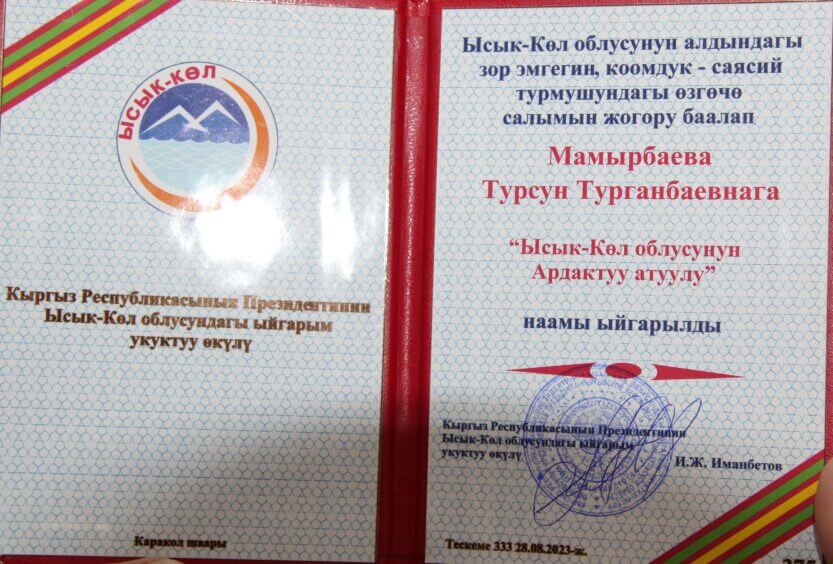 ЫСЫК-КӨЛ
Кыргыз Республикасынын Президентинин
Ысык-Көл облусундагы ыйгарым
укуктуу өкүлү
Каракол шаары
Ысык-Көл облусунун алдындагы
зор эмгегин, коомдук - саясий
турмушундагы өзгөчө
салымын жогору баалап
Мамырбаева
Турсун Турганбаевнага
“Ысык-Көл облусунун
Ардактуу атуулу”
наамы ыйгарылды
Кыргыз Республикасынын Президентинин
Ысык-Көл облусундагы ыйгарым
укуктуу өкүлү
И.Ж. Иманбетов
Тескеме 333 28.08.2023-ж.